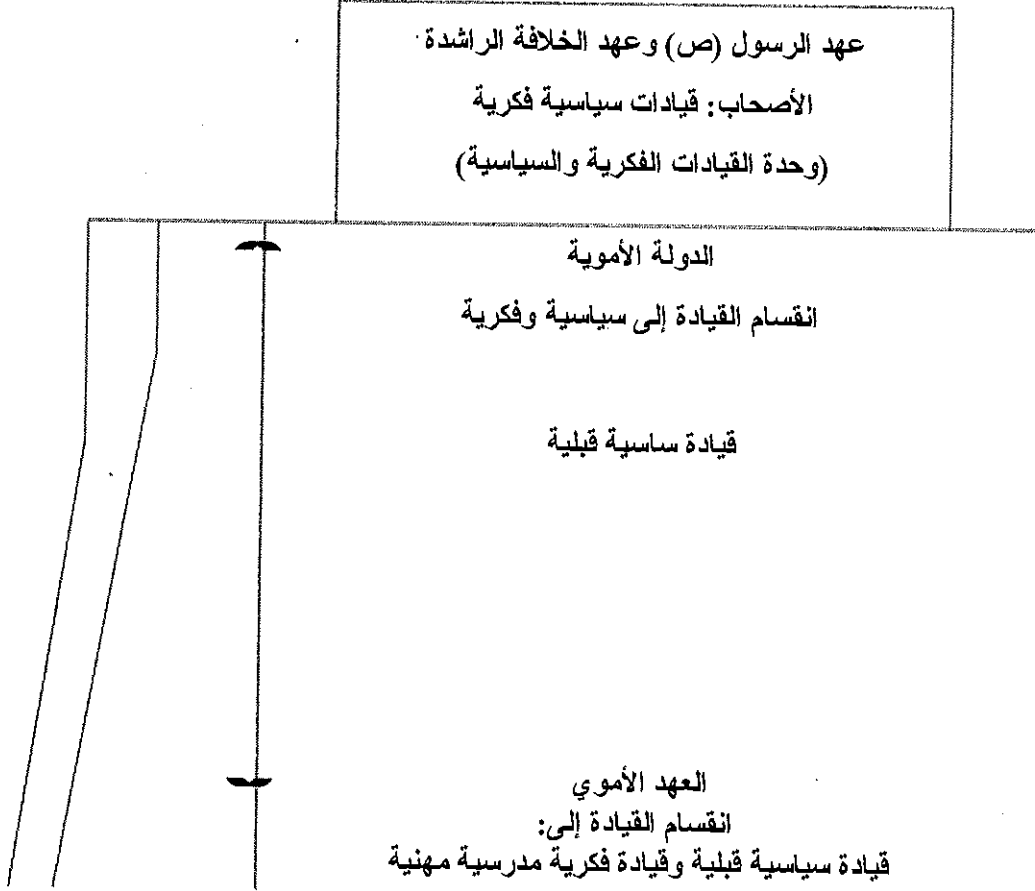 عهد الرسول (ص) وعهد الخلافة الراشدة
الأصحاب: قيادات سياسية فكرية
(وحدة القيادات الفكرية والسياسية)
الدولة الأموية
انقسام القيادة إلى سياسية وفكرية
قيادة ساسية قبلية
العهد الأموي
انقسام القيادة إلى:
قيادة سياسية قبلية وقيادة فكرية مدرسية مهنية